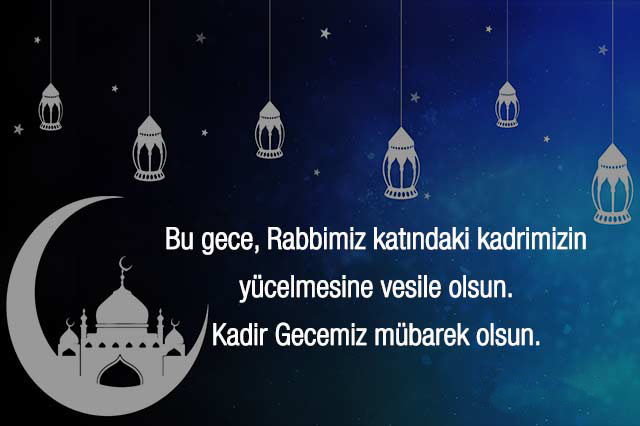 Bu gece, Rabbimiz katındaki kadrimizin
yücelmesine vesile olsun.
Kadir Gecemiz mübarek olsun.